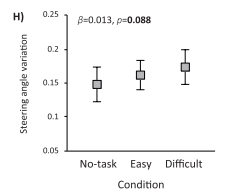 H)
β=0.013, p=0.088
Steering angle variation
0.25
0.2
0.15
0.1
0.05
No-task Easy Difficult
Condition